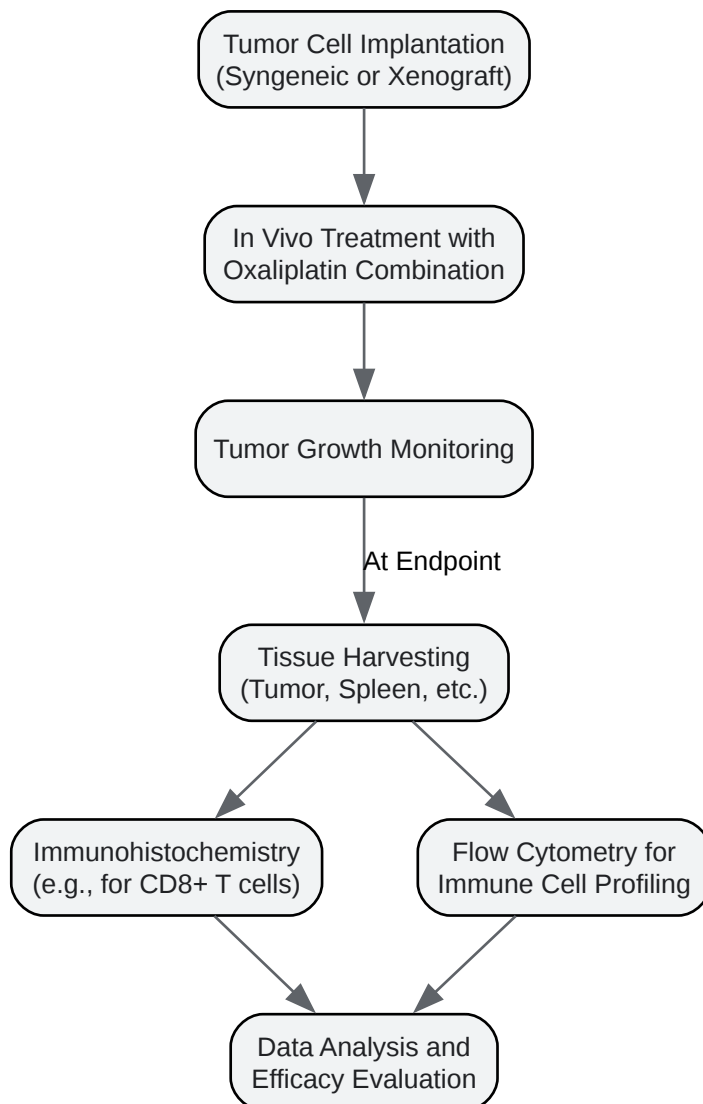 Tumor Cell Implantation
(Syngeneic or Xenograft)
In Vivo Treatment with
Oxaliplatin Combination
Tumor Growth Monitoring
At Endpoint
Tissue Harvesting
(Tumor, Spleen, etc.)
Immunohistochemistry
(e.g., for CD8+ T cells)
Flow Cytometry for
Immune Cell Profiling
Data Analysis and
Efficacy Evaluation